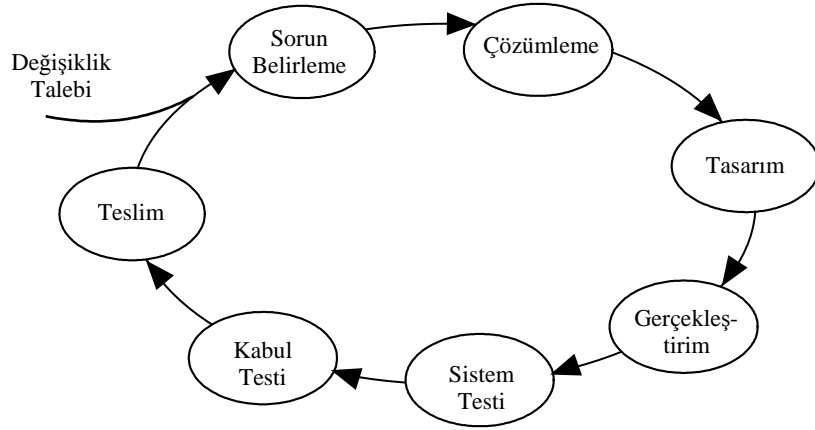 Değişiklik
Talebi
Sorun
Belirleme
Çözümleme
Tasarım
Gerçekleş-
tirim
Sistem
Testi
Kabul
Testi
Teslim